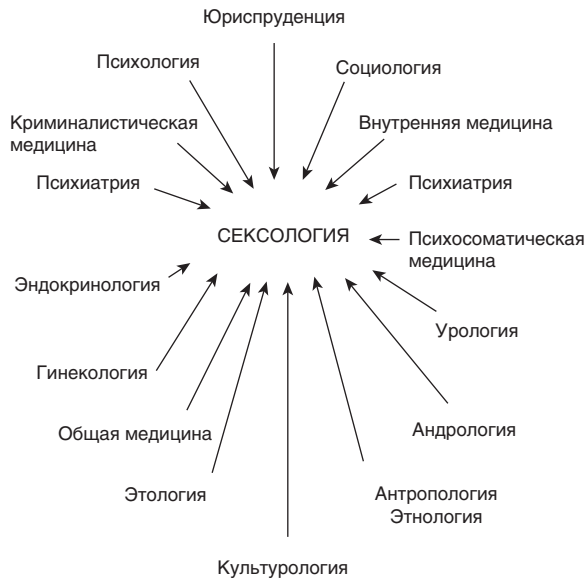 Юриспруденция
Психология
Социология
Криминалистическая
медицина
Внутренняя медицина
Психиатрия
Психиатрия
СЕКСОЛОГИЯ
Психосоматическая
медицина
Эндокринология
Урология
Гинекология
Общая медицина
Андрология
Этология
Антропология
Этнология
Культурология